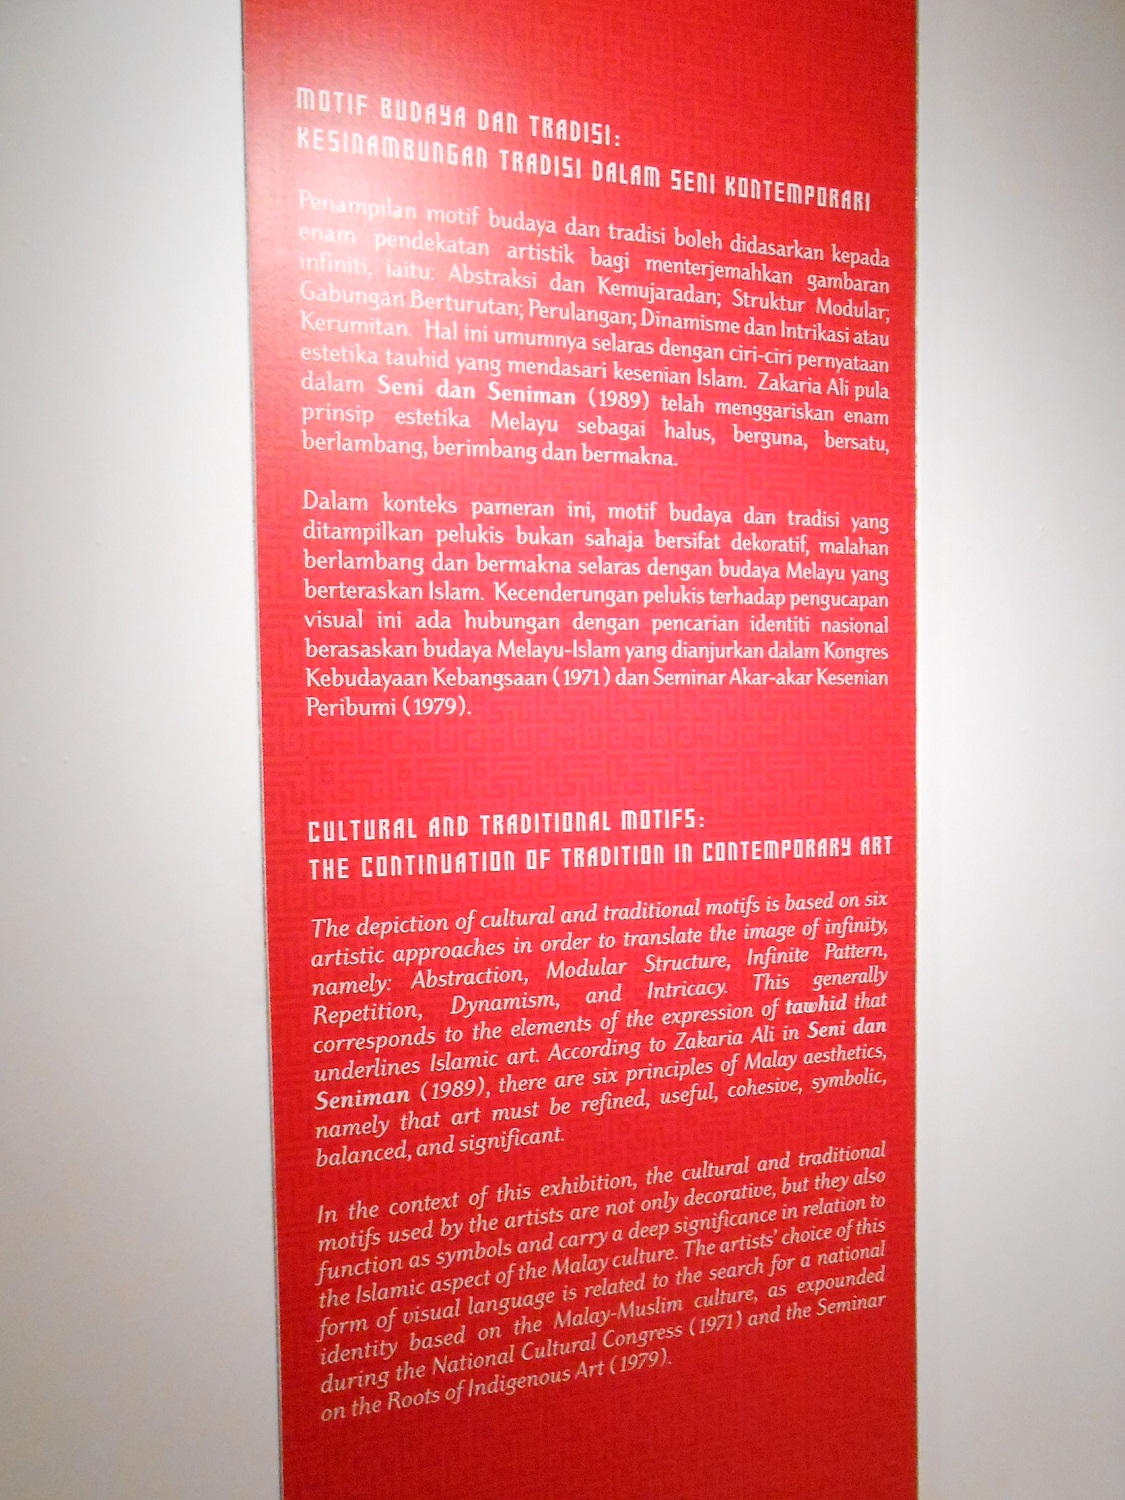 MOTIF BUDAYA DAN TRADISI:
KESINAMBUNGAN TRADISI DALAM SENI KONTEMPORARI
Penampilan motif budaya dan tradisi boleh didasarkan kepada
enam pendekatan artistik bagi menterjemahkan gambaran
infiniti, iaitu: Abstraksi dan Kemujaradan; Struktur Modular;
Gabungan Berturutan; Perulangan; Dinamisme dan Intrikasi atau
Kerumitan. Hal ini umumnya selaras dengan ciri-ciri pernyataan
estetika tauhid yang mendasari kesenian Islam. Zakaria Ali pula
dalam Seni dan Seniman (1989) telah menggariskan enam
prinsip estetika Melayu sebagai halus, berguna, bersatu,
berlambang, berimbang dan bermakna.
Dalam konteks pameran ini, motif budaya dan tradisi yang
ditampilkan pelukis bukan sahaja bersifat dekoratif, malahan
berlambang dan bermakna selaras dengan budaya Melayu yang
berteraskan Islam. Kecenderungan pelukis terhadap pengucapan
visual ini ada hubungan dengan pencarian identiti nasional
berasaskan budaya Melayu-Islam yang dianjurkan dalam Kongres
Kebudayaan Kebangsaan (1971) dan Seminar Akar-akar Kesenian
Peribumi (1979).
CULTURAL AND TRADITIONAL MOTIFS:
THE CONTINUATION OF TRADITION IN CONTEMPORARY ART
The depiction of cultural and traditional motifs is based on six
artistic approaches in order to translate the image of infinity,
namely: Abstraction, Modular Structure, Infinite Pattern,
Repetition, Dynamism, and Intricacy. This generally
corresponds to the elements of the expression of tawhid that
underlines Islamic art. According to Zakaria Ali in Seni dan
Seniman (1989), there are six principles of Malay aesthetics,
namely that art must be refined, useful, cohesive, symbolic,
balanced, and significant.
In the context of this exhibition, the cultural and traditional
motifs used by the artists are not only decorative, but they also
function as symbols and carry a deep significance in relation to
the Islamic aspect of the Malay culture. The artists' choice of this
form of visual language is related to the search for a national
identity based on the Malay-Muslim culture, as expounded
during the National Cultural Congress (1971) and the Seminar
on the Roots of Indigenous Art (1979).